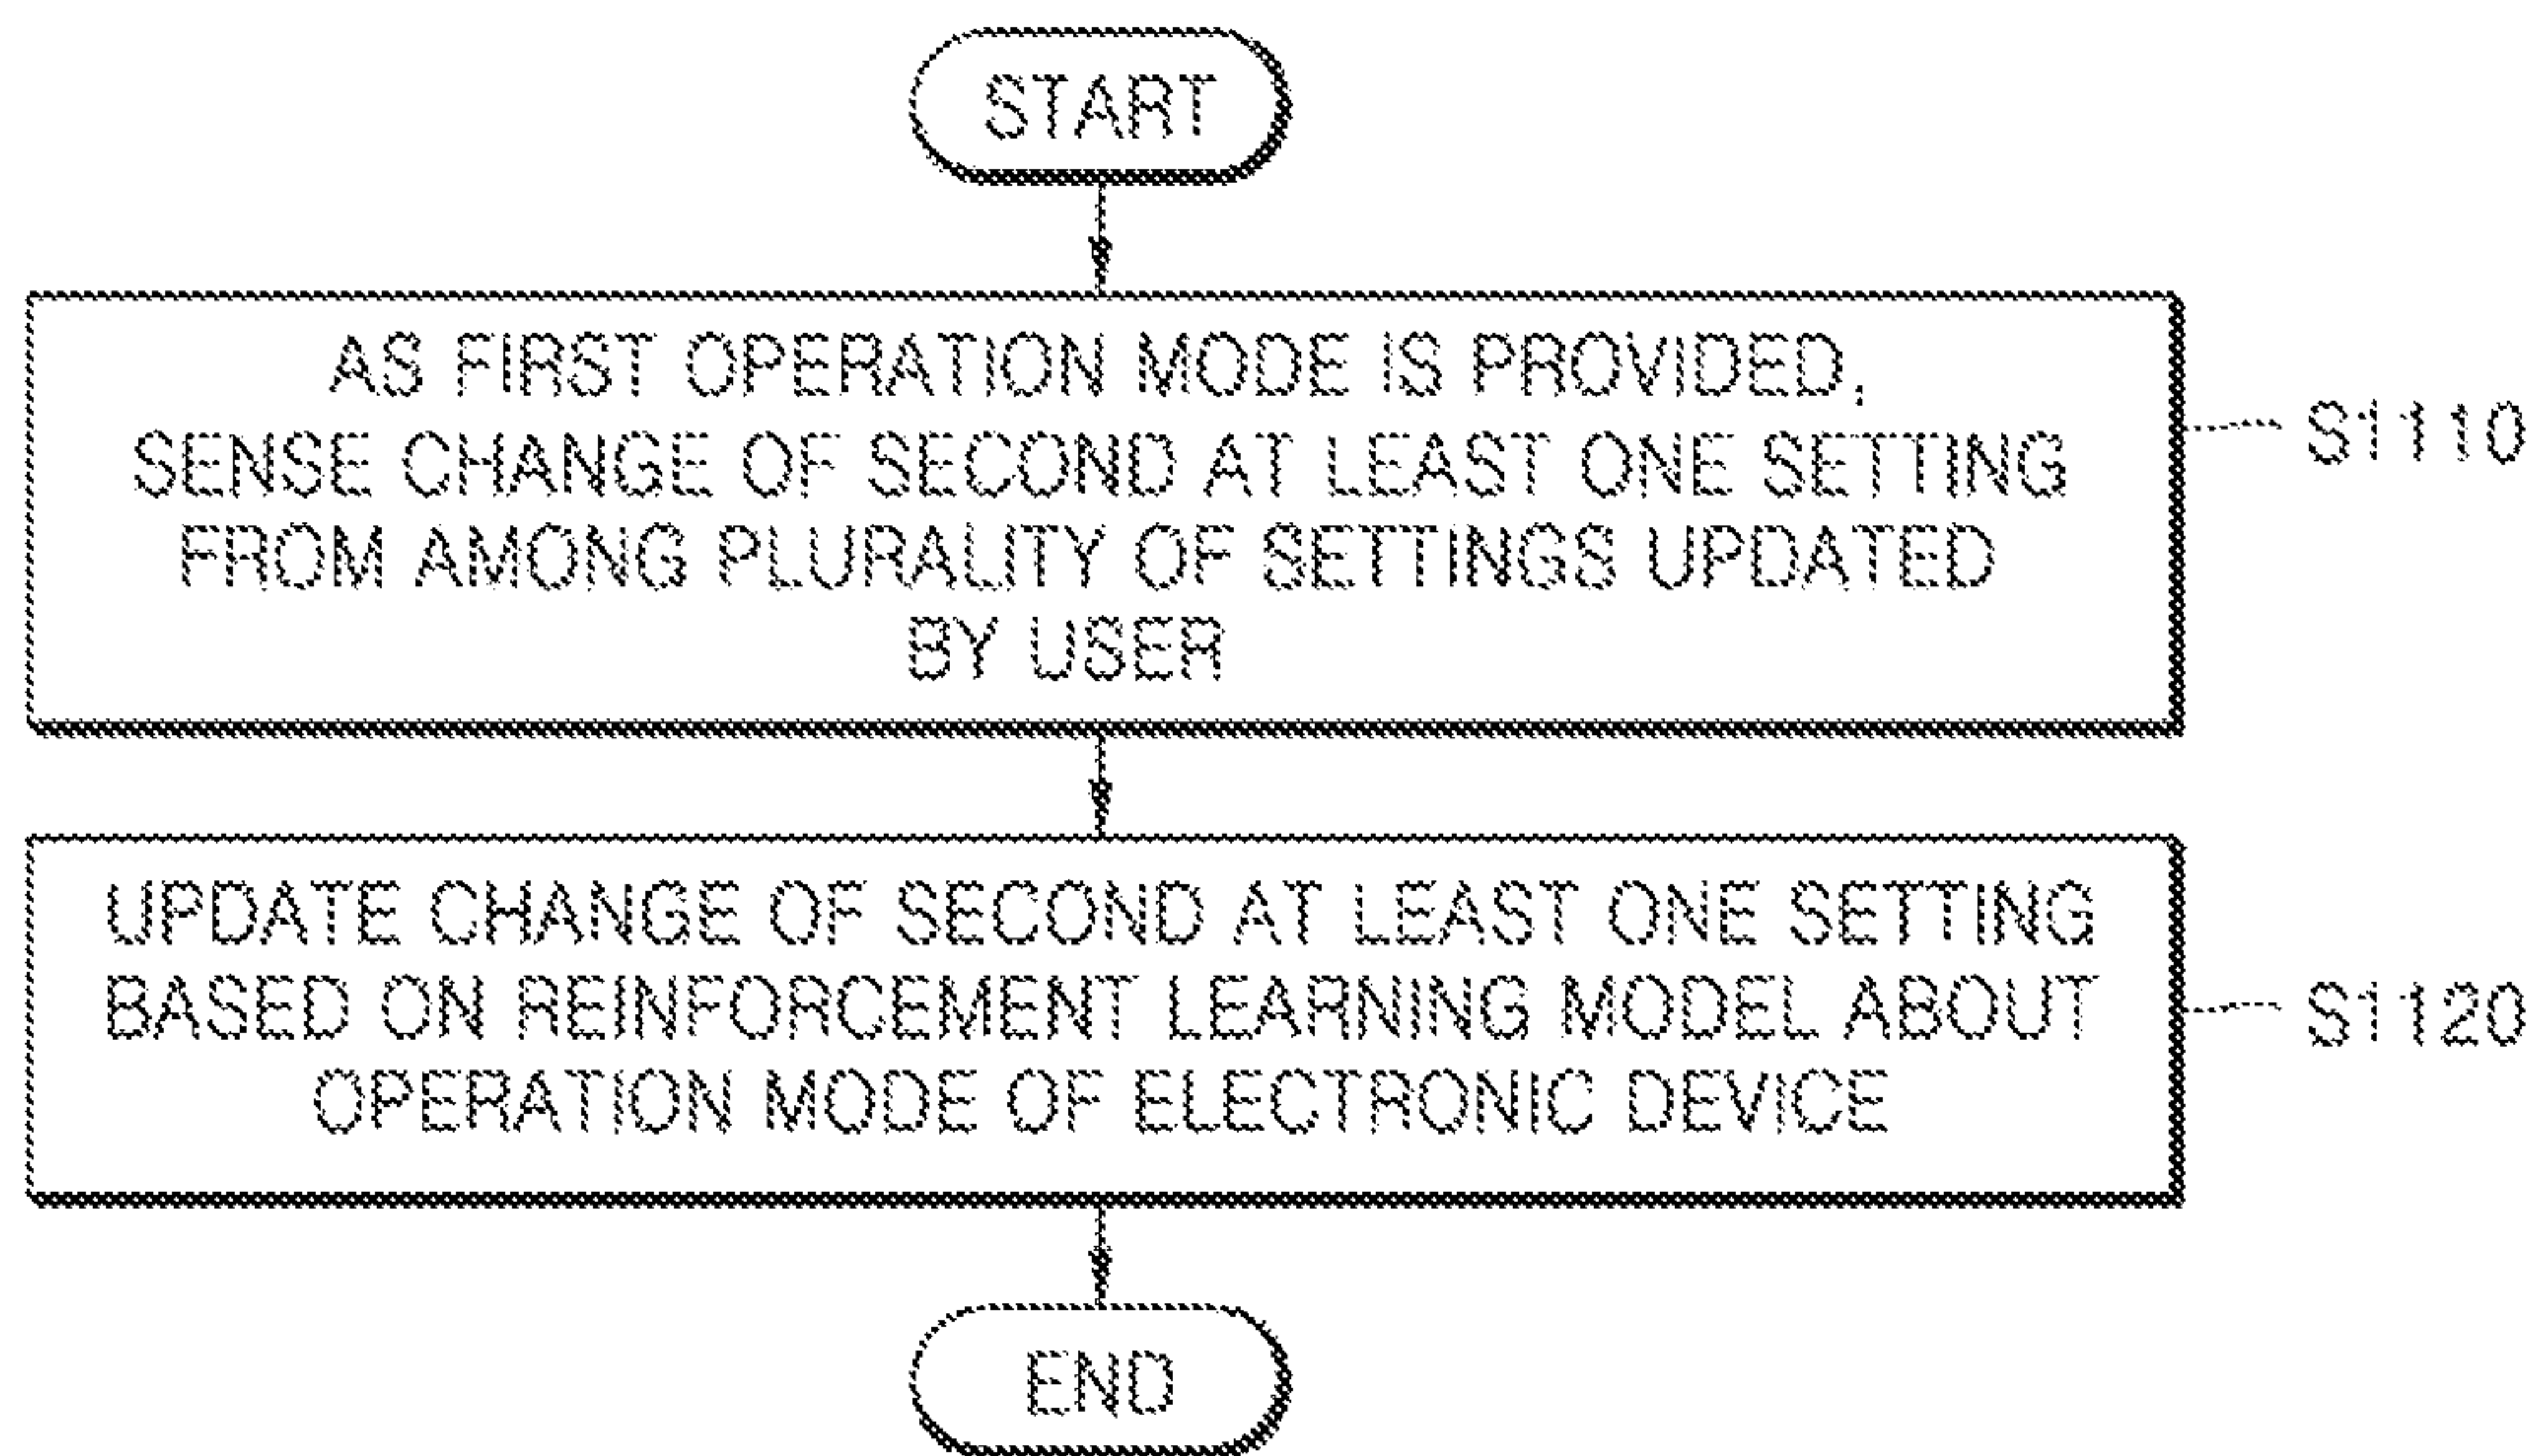 START
AS FIRST OPERATION MODE IS PROVIDED,
SENSE CHANGE OF SECOND AT LEAST ONE SETTING
FROM AMONG PLURALITY OF SETTINGS UPDATED
BY USER
S1110
UPDATE CHANGE OF SECOND AT LEAST ONE SETTING
BASED ON REINFORCEMENT LEARNING MODEL ABOUT
OPERATION MODE OF ELECTRONIC DEVICE
S1120
END